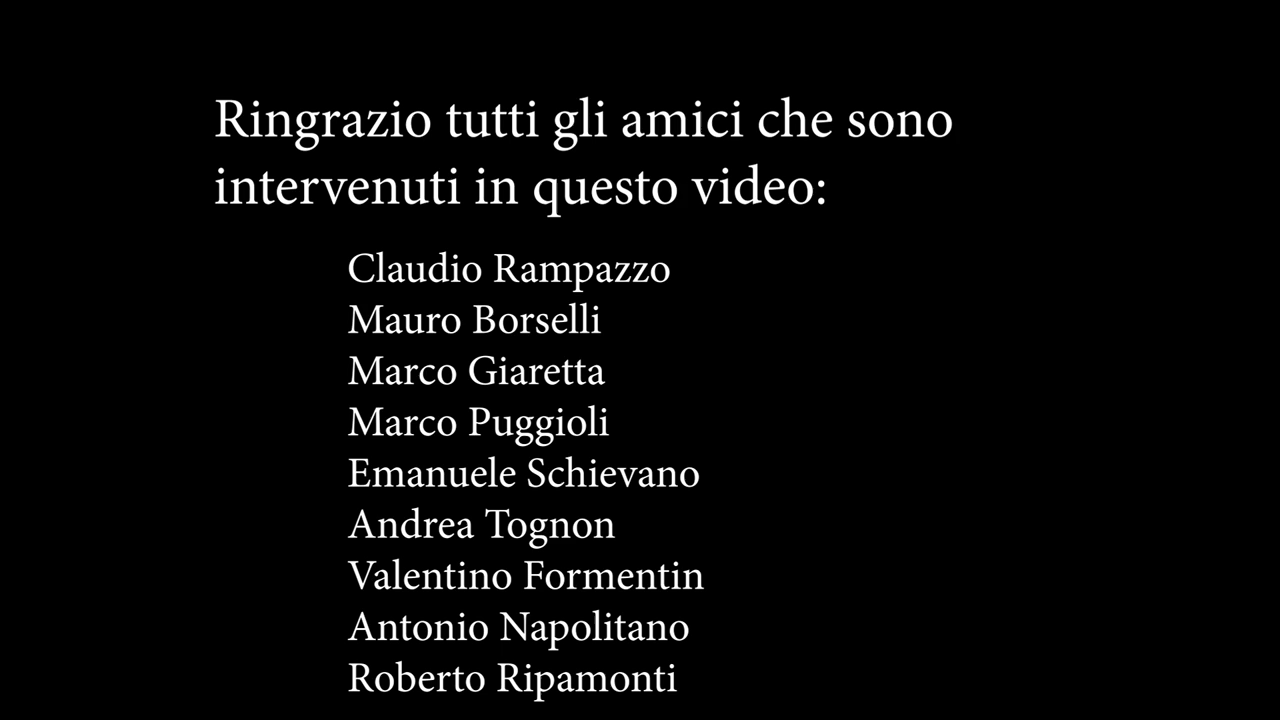 Ringrazio tutti gli amici che sono
intervenuti in questo video:
Claudio Rampazzo
Mauro Borselli
Marco Giaretta
Marco Puggioli
Emanuele Schievano
Andrea Tognon
Valentino Formentin
Antonio Napolitano
Roberto Ripamonti